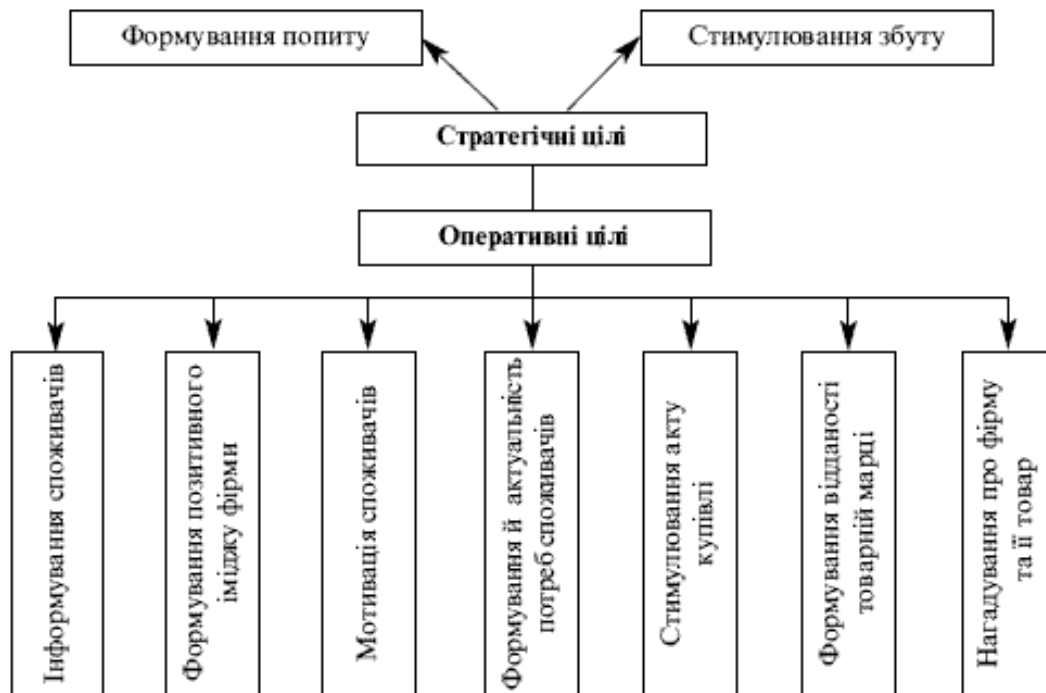 Формування попиту
Стимулювання збуту
Стратегічні цілі
Оперативні цілі
Інформування споживачів
Формування позитивного
іміджу фірми
Мотивація споживачів
Формування й актуальність
потреб споживачів
Стимулювання акту
купівлі
Формування відданості
товарній марці
Нагадування про фірму
та її товар